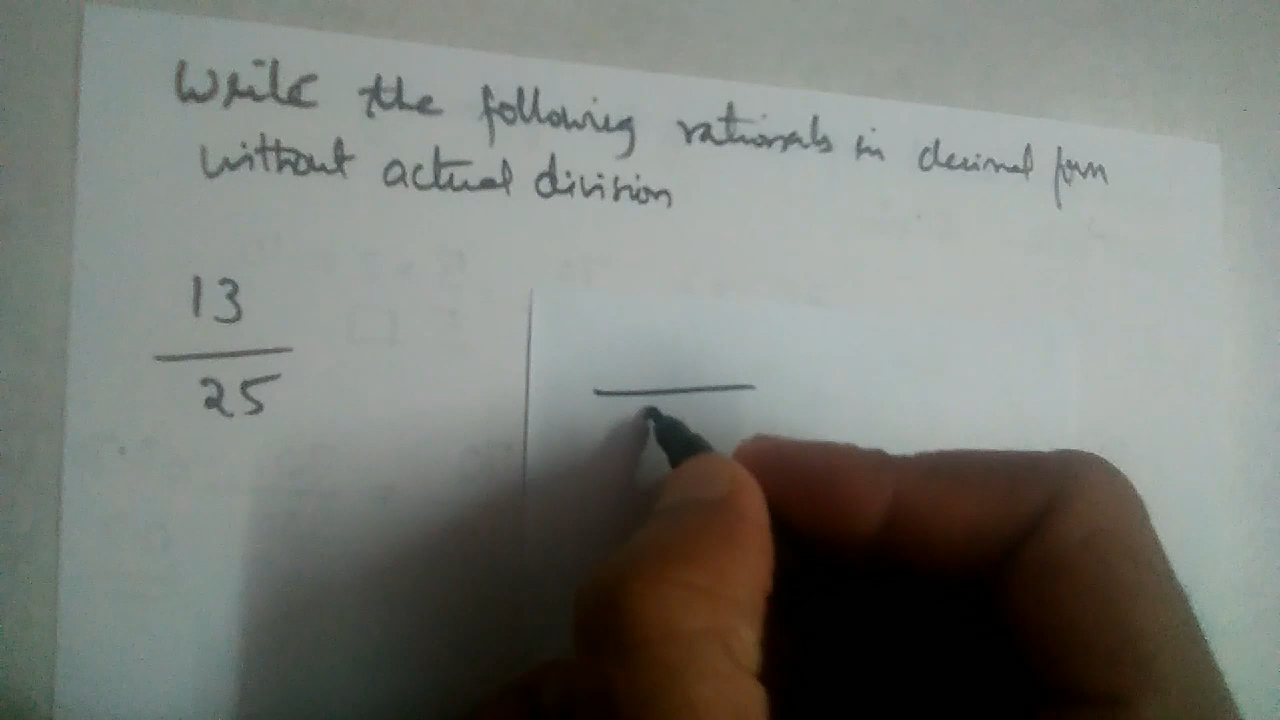 Write the following rationals in decimal form
without actual division
13
25